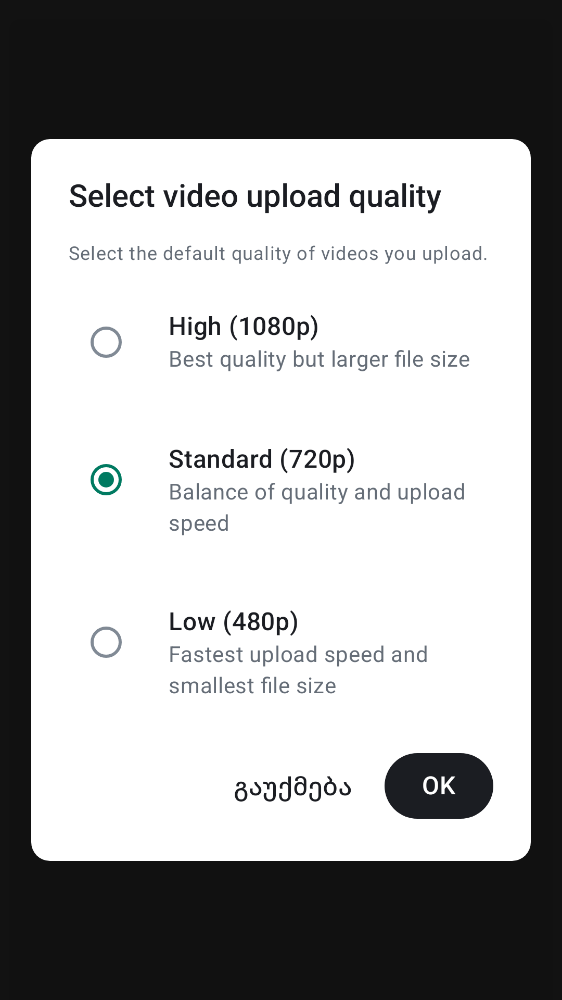 Select video upload quality
Select the default quality of videos you upload.
High (1080p)
Best quality but larger file size
Standard (720p)
Balance of quality and upload
speed
Low (480p)
Fastest upload speed and
smallest file size
გაუქმება
OK